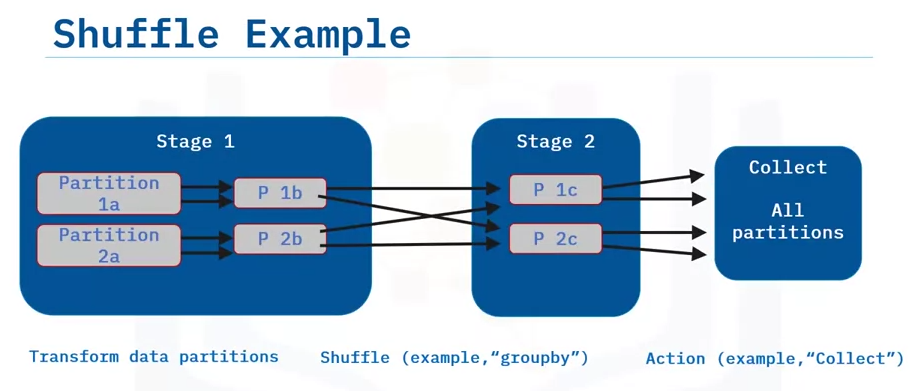 Shuffle Example
Stage 1
Partition
1a
P 1b
Partition
2a
P 2b
Stage 2
P 1c
P 2c
Collect
All
partitions
Transform data partitions
Shuffle (example,“groupby”)
Action (example,“Collect”)